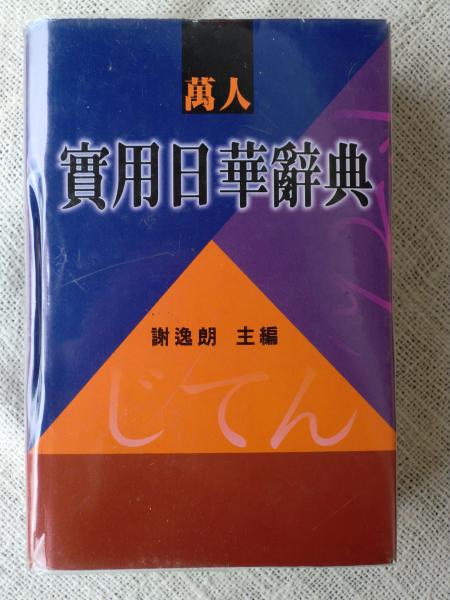 萬人
實用日華辭典
謝逸朗 主編
じてん